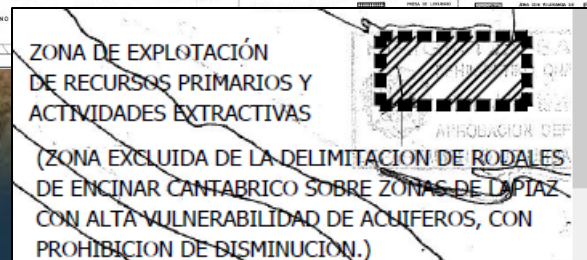 ZONA DE EXPLOTACIÓN
DE RECURSOS PRIMARIOS Y
ACTIVIDADES EXTRACTIVAS
(ZONA EXCLUIDA DE LA DELIMITACION DE RODALES
DE ENCINAR CANTABRICO SOBRE ZONAS DE LAPIAZ
CON ALTA VULNERABILIDAD DE ACUIFEROS, CON
PROHIBICION DE DISMINUCION.)